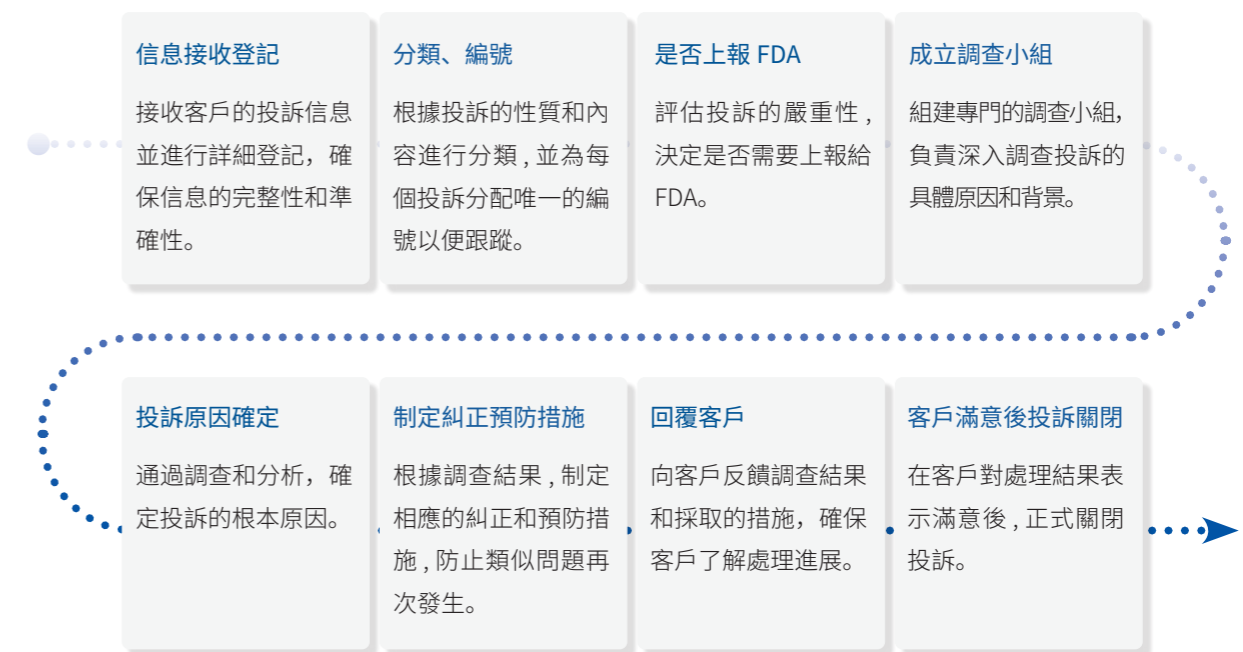 信息接收登記
接收客戶的投訴信息
並進行詳細登記，確
保信息的完整性和準
確性。
分類、編號
根據投訴的性質和內
容進行分類 , 並為每
個投訴分配唯一的編
號以便跟蹤。
是否上報 FDA
評估投訴的嚴重性 ,
決定是否需要上報給
FDA。
成立調查小組
組建專門的調查小組，
負責深入調查投訴的
具體原因和背景。
投訴原因確定
通過調查和分析，確
定投訴的根本原因。
制定糾正預防措施
根據調查結果 , 制定
相應的糾正和預防措
施 , 防止類似問題再
次發生。
回覆客戶
向客戶反饋調查結果
和採取的措施，確保
客戶了解處理進展。
客戶滿意後投訴關閉
在客戶對處理結果表
示滿意後 , 正式關閉
投訴。